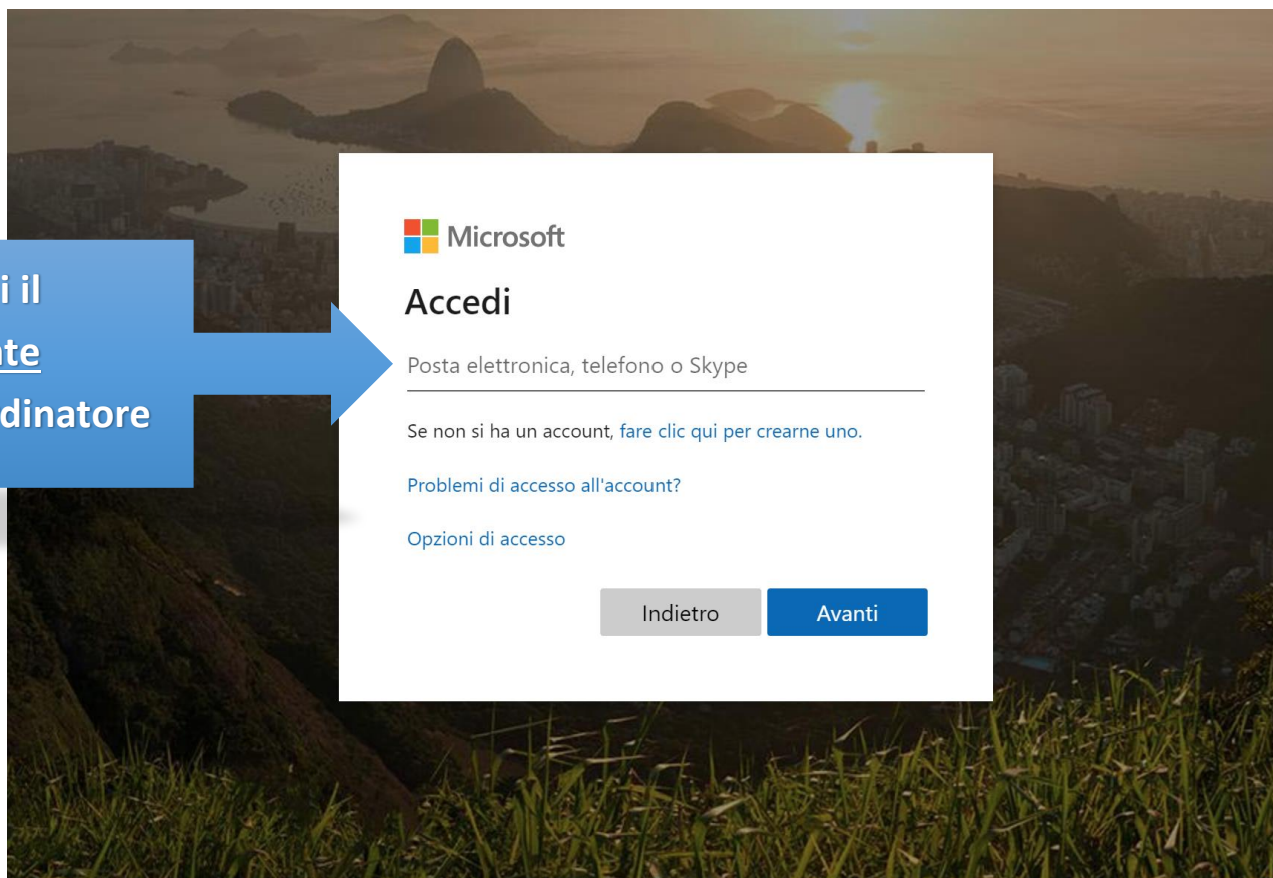 Microsoft
Accedi
Posta elettronica, telefono o Skype
Se non si ha un account, fare clic qui per crearne uno.
Problemi di accesso all'account?
Opzioni di accesso
Indietro Avanti
i il
te
dinatore